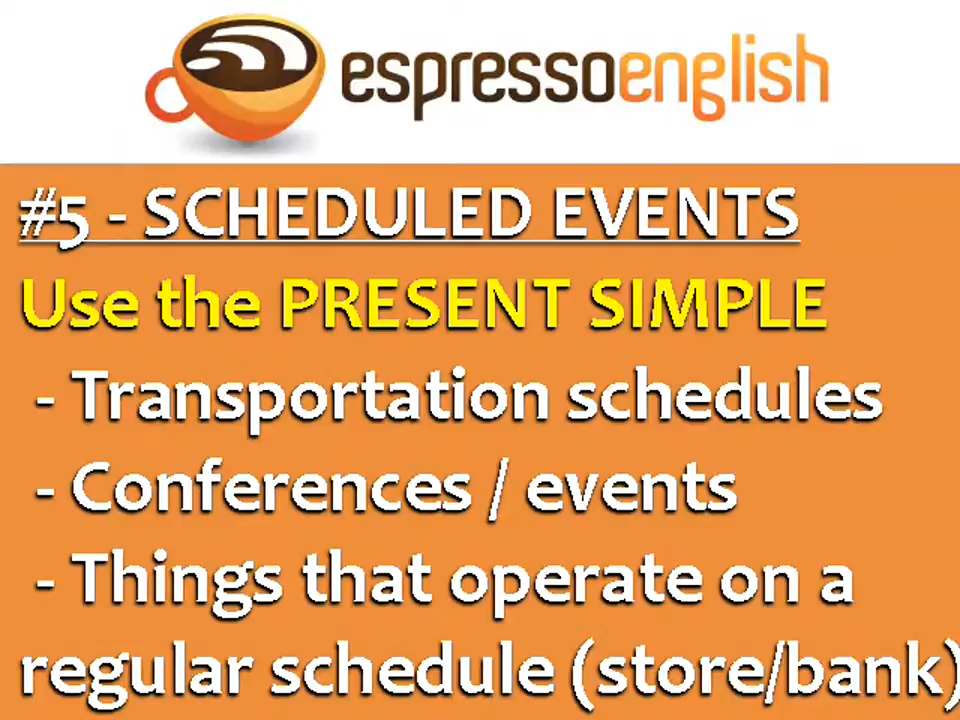 espressoenglish
#5 - SCHEDULED EVENTS
Use the PRESENT SIMPLE
- Transportation schedules
- Conferences / events
- Things that operate on a
regular schedule (store/bank)